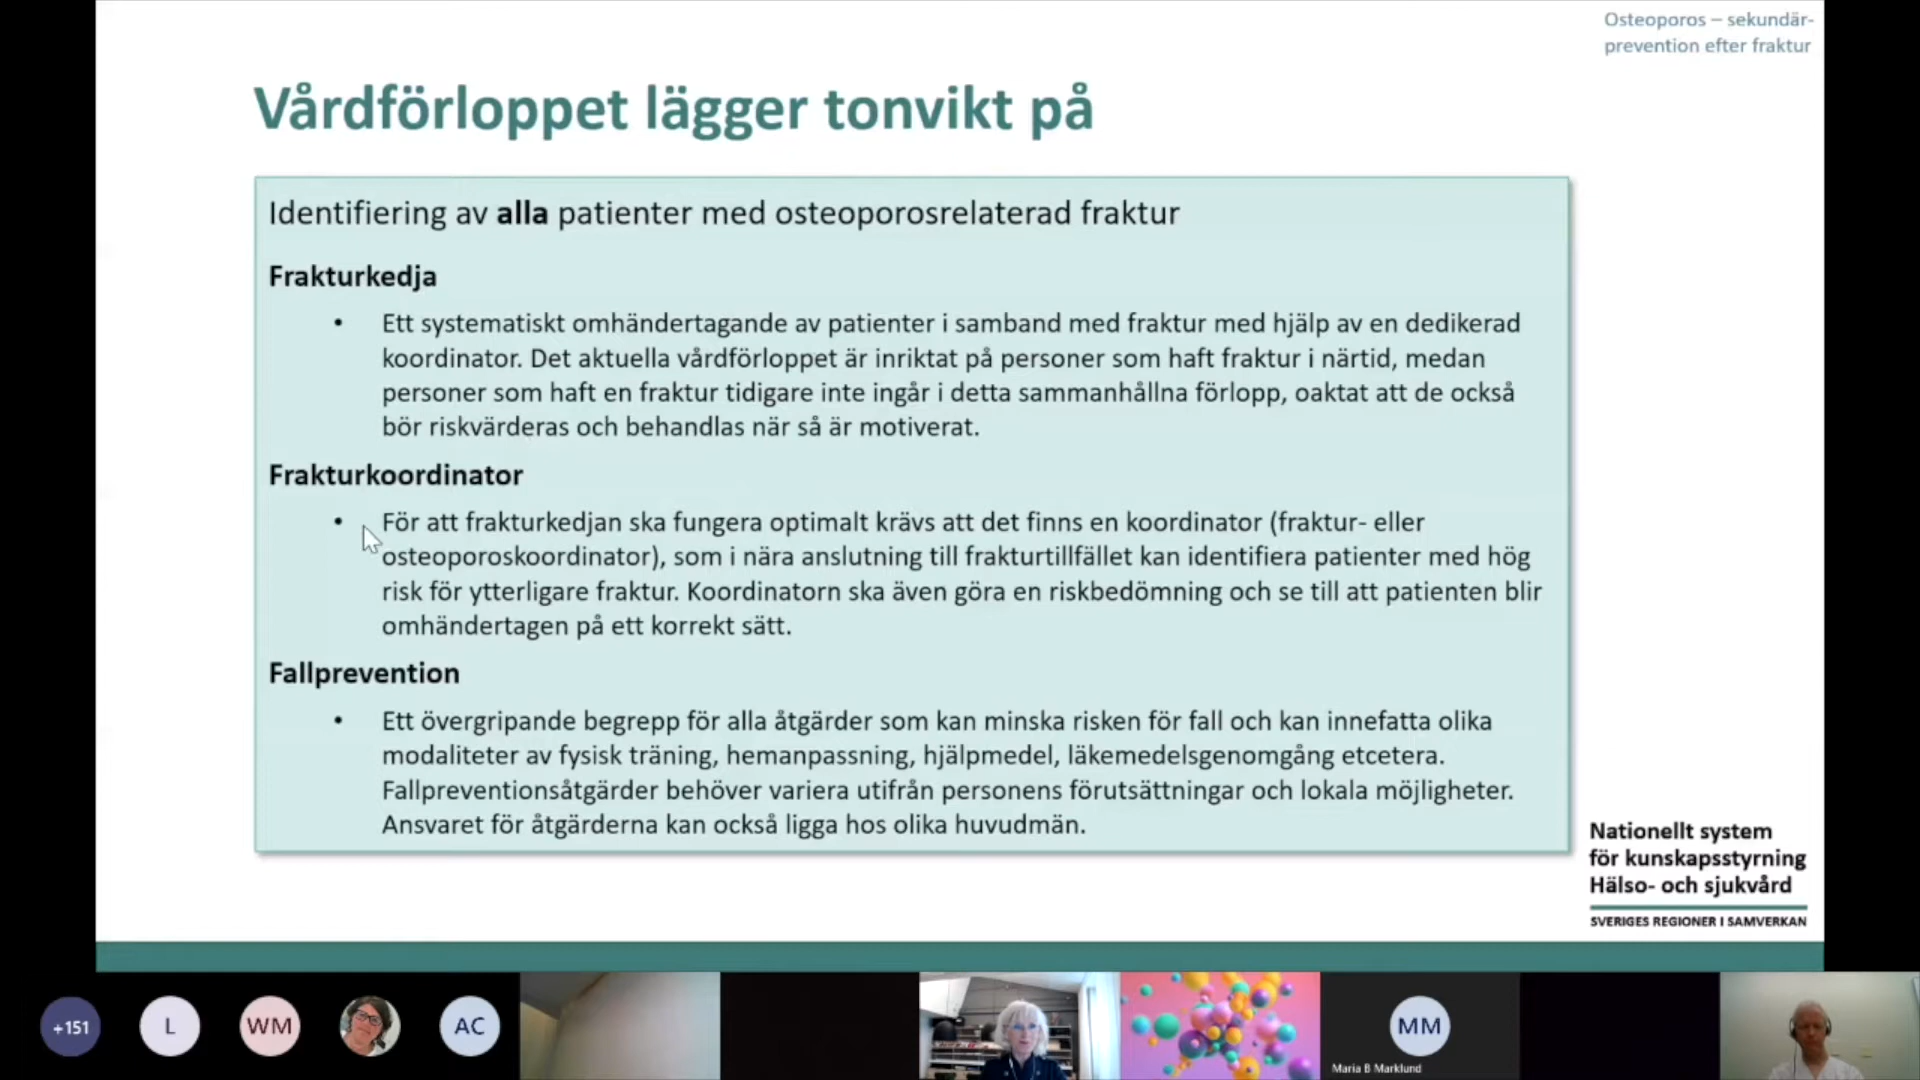 Osteoporos – sekundär-
prevention efter fraktur
Vårdförloppet lägger tonvikt på
Identifiering av alla patienter med osteoporosrelaterad fraktur
Frakturkedja
• Ett systematiskt omhändertagande av patienter i samband med fraktur med hjälp av en dedikerad
koordinator. Det aktuella vårdförloppet är inriktat på personer som haft fraktur i närtid, medan
personer som haft en fraktur tidigare inte ingår i detta sammanhållna förlopp, oaktat att de också
bör riskvärderas och behandlas när så är motiverat.
Frakturkoordinator
• För att frakturkedjan ska fungera optimalt krävs att det finns en koordinator (fraktur- eller
osteoporoskoordinator), som i nära anslutning till frakturtillfället kan identifiera patienter med hög
risk för ytterligare fraktur. Koordinatorn ska även göra en riskbedömning och se till att patienten blir
omhändertagen på ett korrekt sätt.
Fallprevention
• Ett övergripande begrepp för alla åtgärder som kan minska risken för fall och kan innefatta olika
modaliteter av fysisk träning, hemanpassning, hjälpmedel, läkemedelsgenomgång etcetera.
Fallpreventionsåtgärder behöver variera utifrån personens förutsättningar och lokala möjligheter.
Ansvaret för åtgärderna kan också ligga hos olika huvudmän.
Nationellt system
för kunskapsstyrning
Hälso- och sjukvård
SVERIGES REGIONER I SAMVERKAN
+151
L
WM
AC
MM
Maria B Marklund